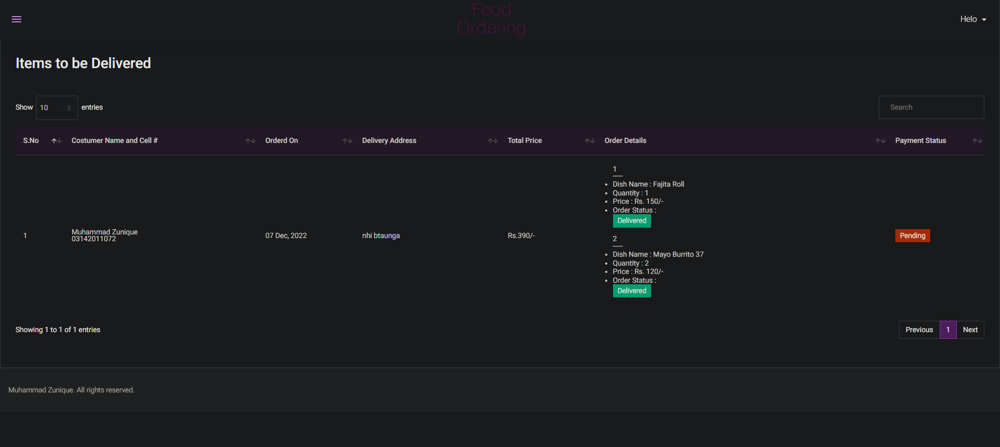 Food
Ordering
Helo
Items to be Delivered
Show 10 entries
Search
S.No Costumer Name and Cell # Orderd On Delivery Address Total Price Order Details Payment Status
1
-----
• Dish Name : Fajita Roll
• Quantity : 1
• Price : Rs. 150/-
• Order Status :
Delivered
1 Muhammad Zunique 07 Dec, 2022 nhi btaunga Rs.390/- Pending
03142011072
2
-----
• Dish Name : Mayo Burrito 37
• Quantity : 2
• Price : Rs. 120/-
• Order Status :
Delivered
Showing 1 to 1 of 1 entries
Previous 1 Next
Muhammad Zunique. All rights reserved.